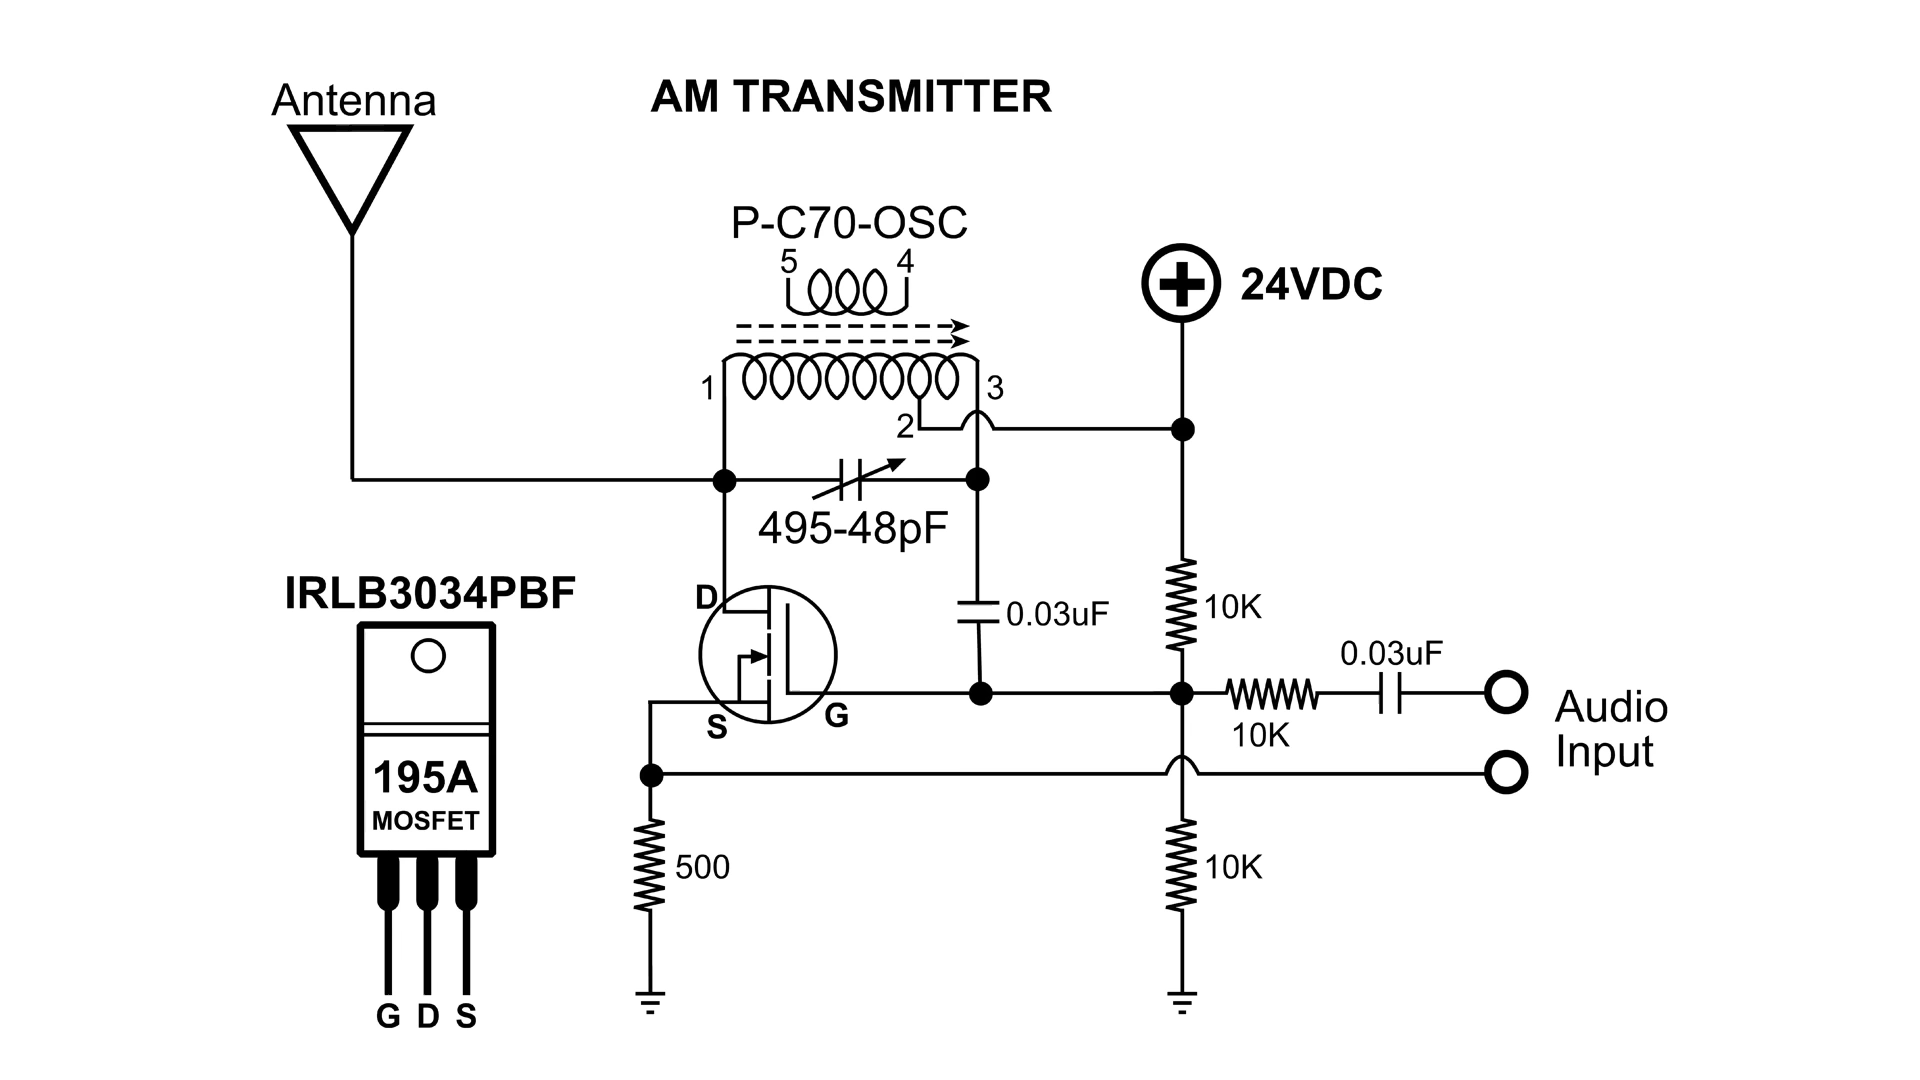 Antenna
AM TRANSMITTER
P-C70-OSC
5
4
24VDC
1
3
2
495-48pF
IRLB3034PBF
D
0.03uF
10K
0.03uF
S
G
10K
Audio
Input
195A
MOSFET
500
10K
G D S